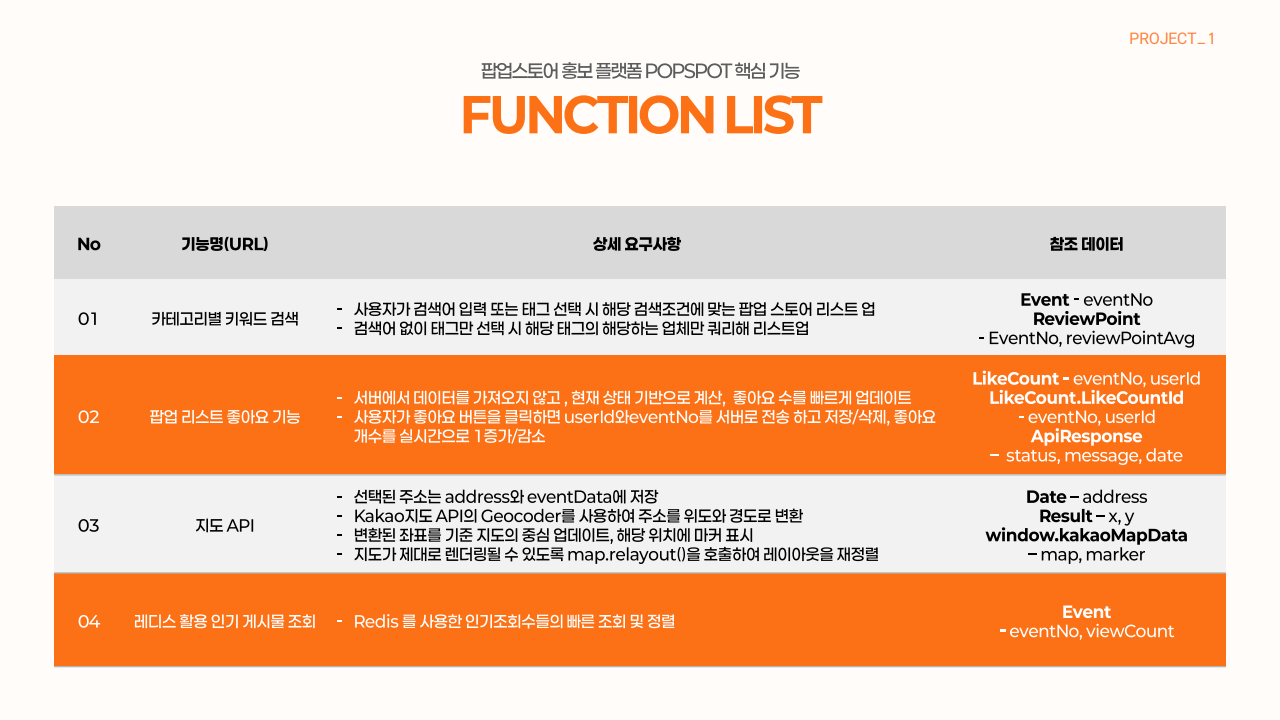 PROJECT_ 1
팝업스토어 홍보 플랫폼 POPSPOT 핵심 기능
FUNCTION LIST
No 기능명(URL) 상세 요구사항 참조 데이터
01
카테고리별 키워드 검색
- 사용자가 검색어 입력 또는 태그 선택 시 해당 검색조건에 맞는 팝업 스토어 리스트 업
- 검색어 없이 태그만 선택 시 해당 태그의 해당하는 업체만 쿼리해 리스트업
Event - eventNo
ReviewPoint
- EventNo, reviewPointAvg
02
팝업 리스트 좋아요 기능
- 서버에서 데이터를 가져오지 않고 , 현재 상태 기반으로 계산, 좋아요 수를 빠르게 업데이트
- 사용자가 좋아요 버튼을 클릭하면 userId와eventNo를 서버로 전송 하고 저장/삭제, 좋아요
개수를 실시간으로 1증가/감소
LikeCount - eventNo, userId
LikeCount.LikeCountId
- eventNo, userId
ApiResponse
– status, message, date
03
지도 API
- 선택된 주소는 address와 eventData에 저장
- Kakao지도 API의 Geocoder를 사용하여 주소를 위도와 경도로 변환
- 변환된 좌표를 기준 지도의 중심 업데이트, 해당 위치에 마커 표시
- 지도가 제대로 렌더링될 수 있도록 map.relayout()을 호출하여 레이아웃을 재정렬
Date – address
Result – x, y
window.kakaoMapData
– map, marker
04
레디스 활용 인기 게시물 조회
- Redis 를 사용한 인기조회수들의 빠른 조회 및 정렬
Event
- eventNo, viewCount